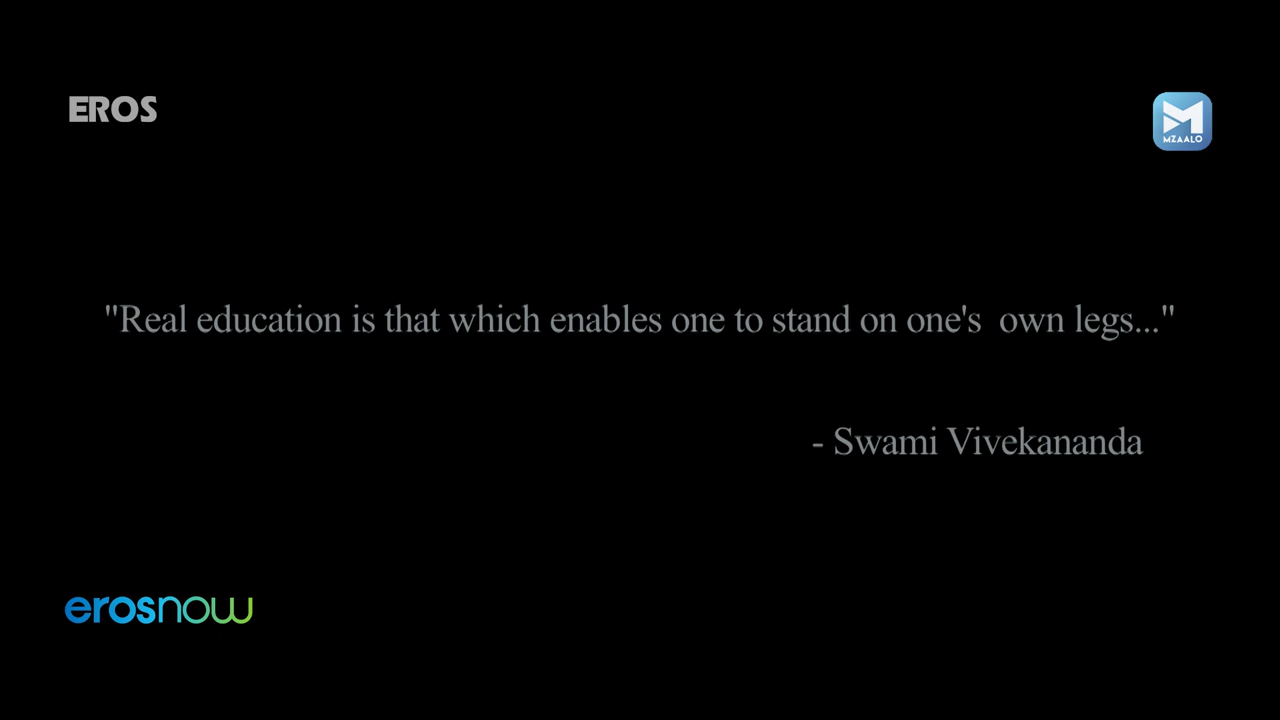 EROS
MZAALO
"Real education is that which enables one to stand on one's  own legs..."
- Swami Vivekananda
erosnow